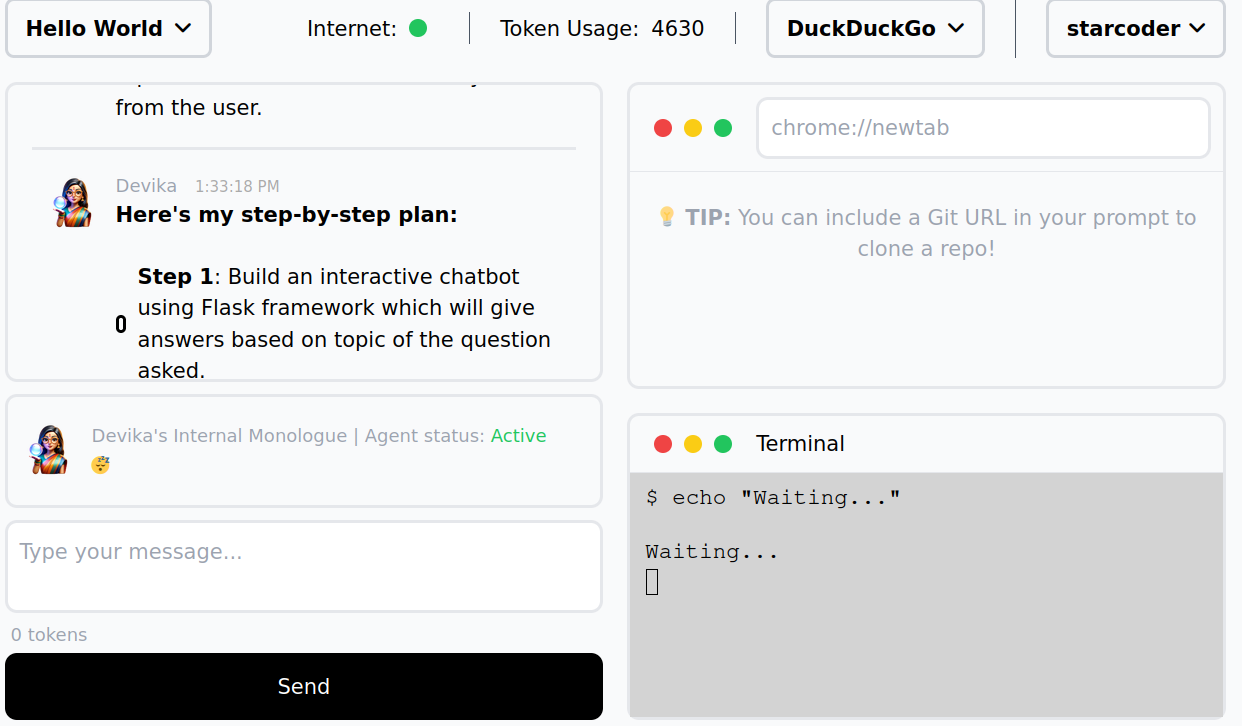 Hello World
Internet:
Token Usage: 4630
DuckDuckGo
starcoder
from the user.
Devika 1:33:18 PM
Here's my step-by-step plan:
Step 1: Build an interactive chatbot
using Flask framework which will give
answers based on topic of the question
asked.
Devika's Internal Monologue | Agent status: Active
😴
Type your message...
0 tokens
Send
chrome://newtab
💡 TIP: You can include a Git URL in your prompt to
clone a repo!
Terminal
$ echo "Waiting..."
Waiting...